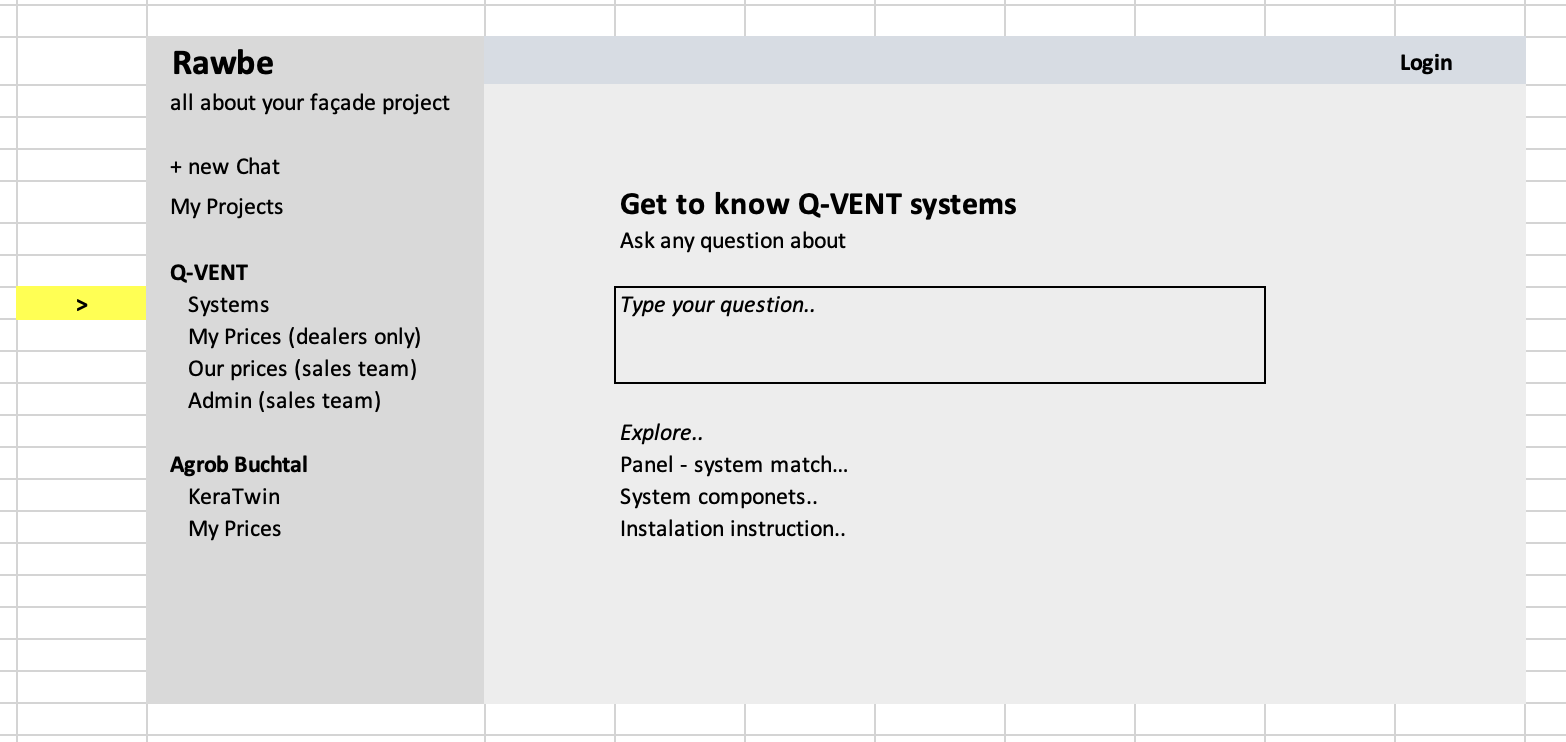 Rawbe
Login
all about your façade project
+ new Chat
My Projects
Get to know Q-VENT systems
Ask any question about
Q-VENT
>
Systems
Type your question..
My Prices (dealers only)
Our prices (sales team)
Admin (sales team)
Explore..
Agrob Buchtal
Panel - system match...
KeraTwin
System componets..
My Prices
Instalation instruction..